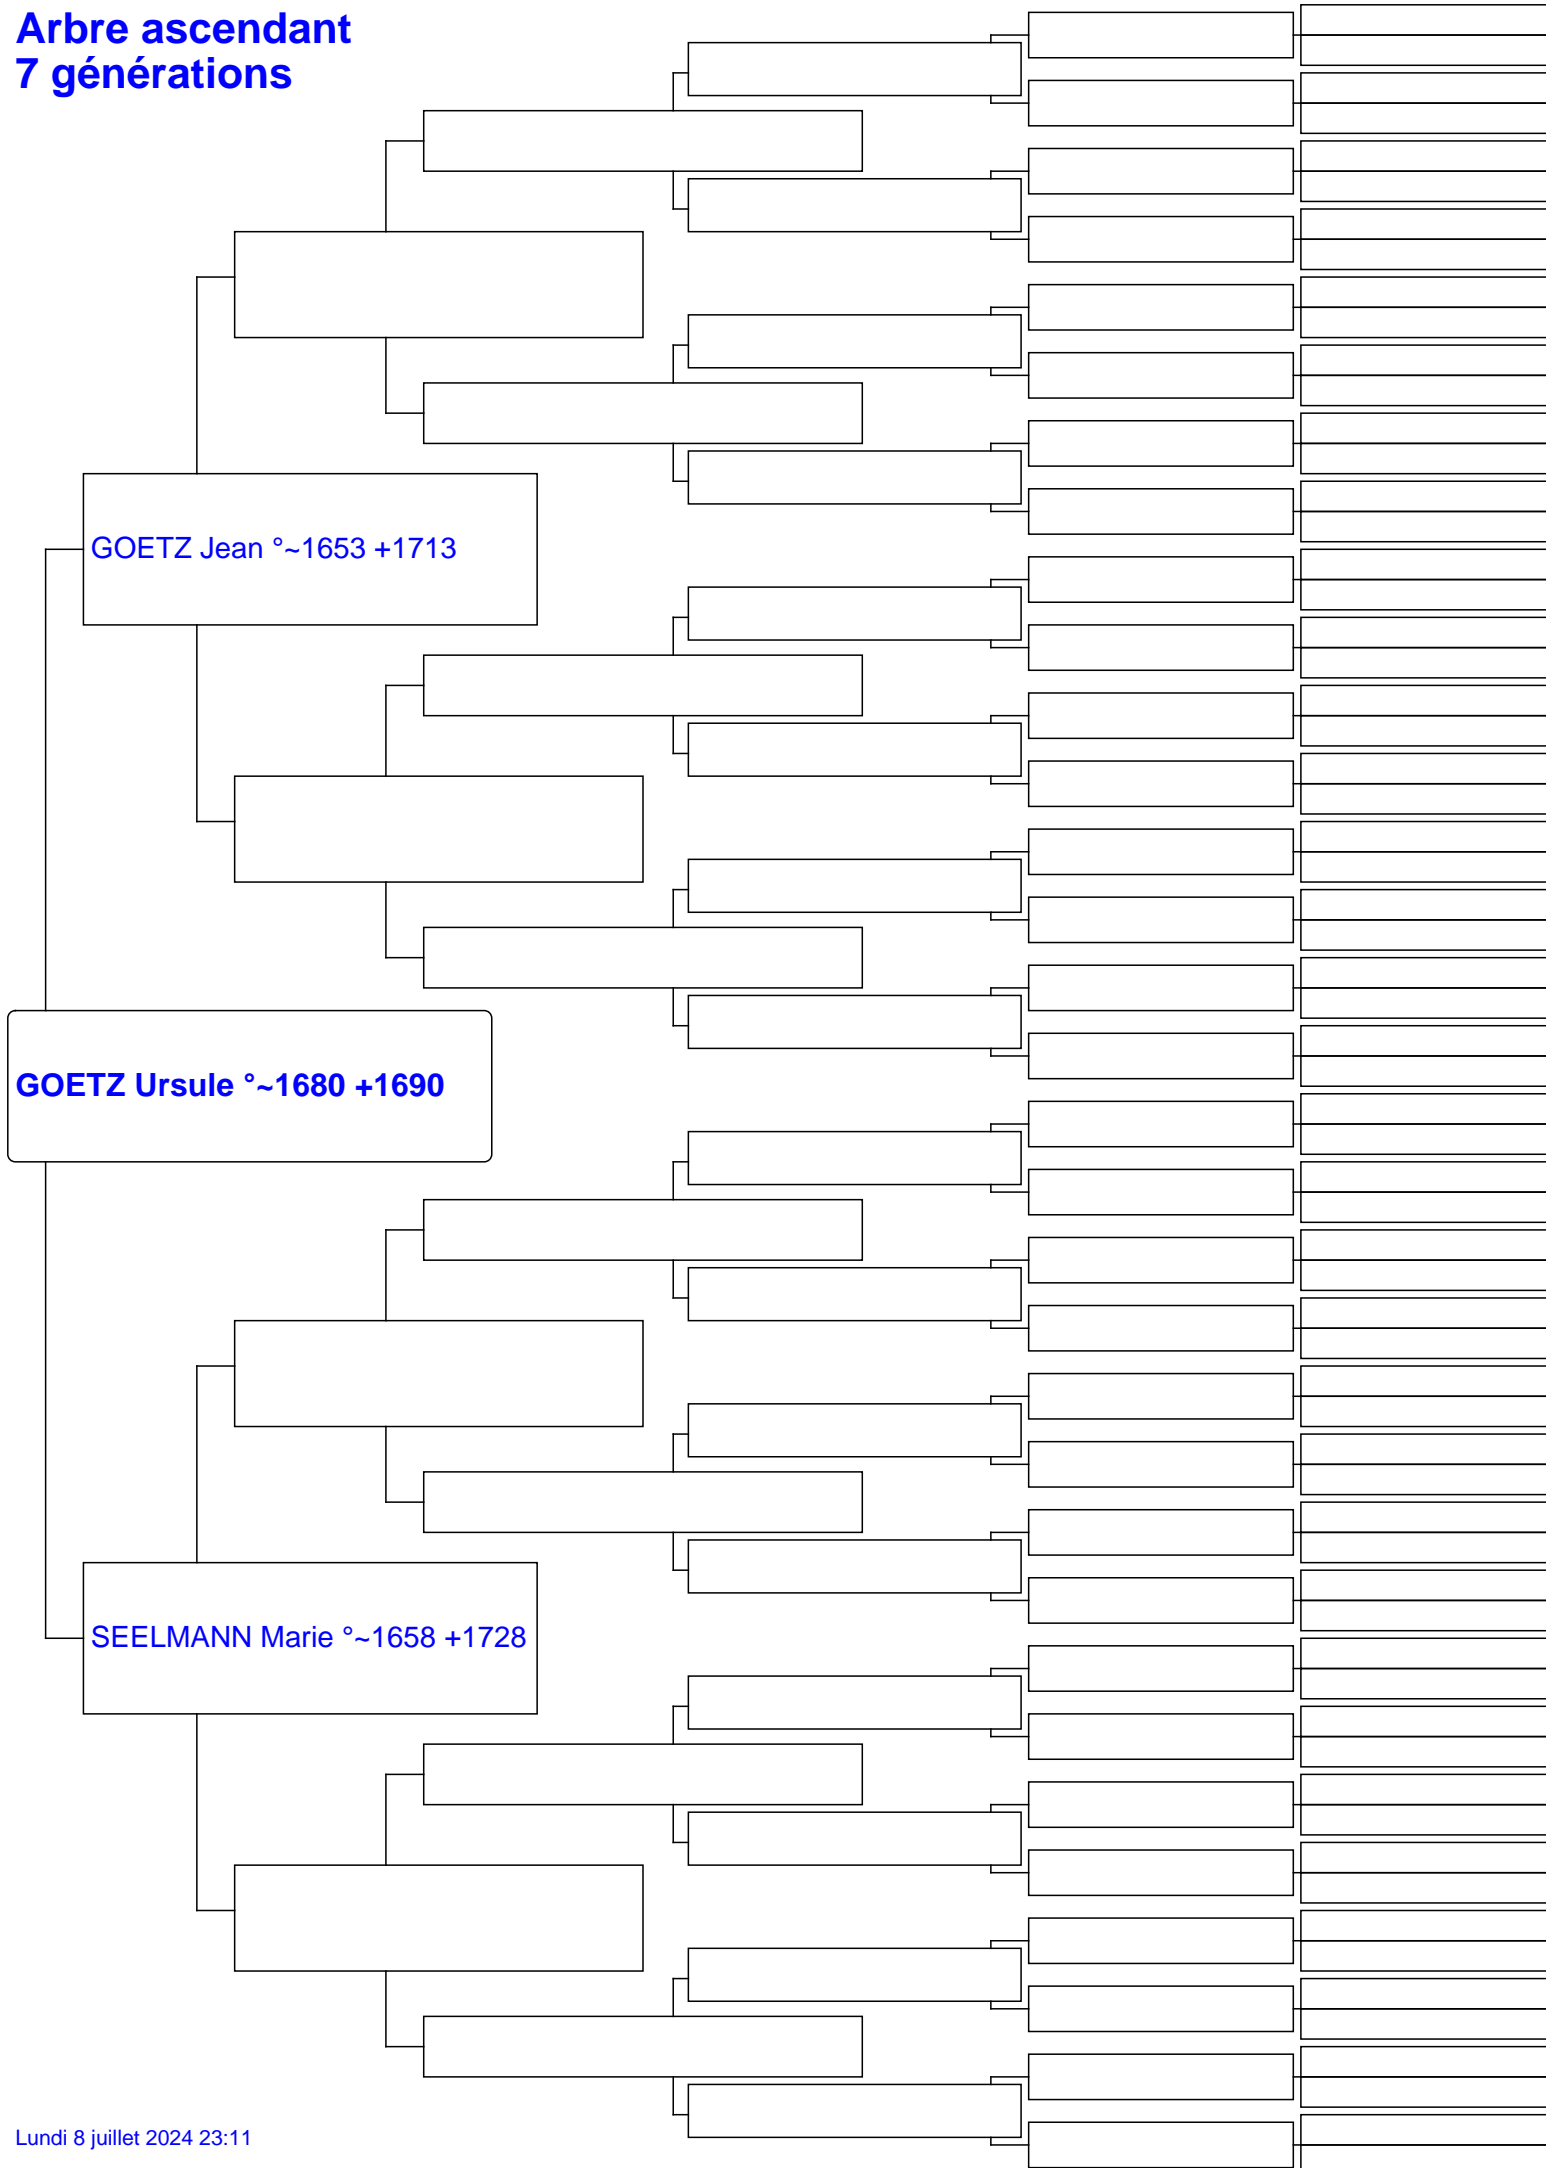 Arbre ascendant
7 générations
GOETZ Jean °~1653 +1713
GOETZ Ursule °~1680 +1690
SEELMANN Marie °~1658 +1728
Lundi 8 juillet 2024 23:11